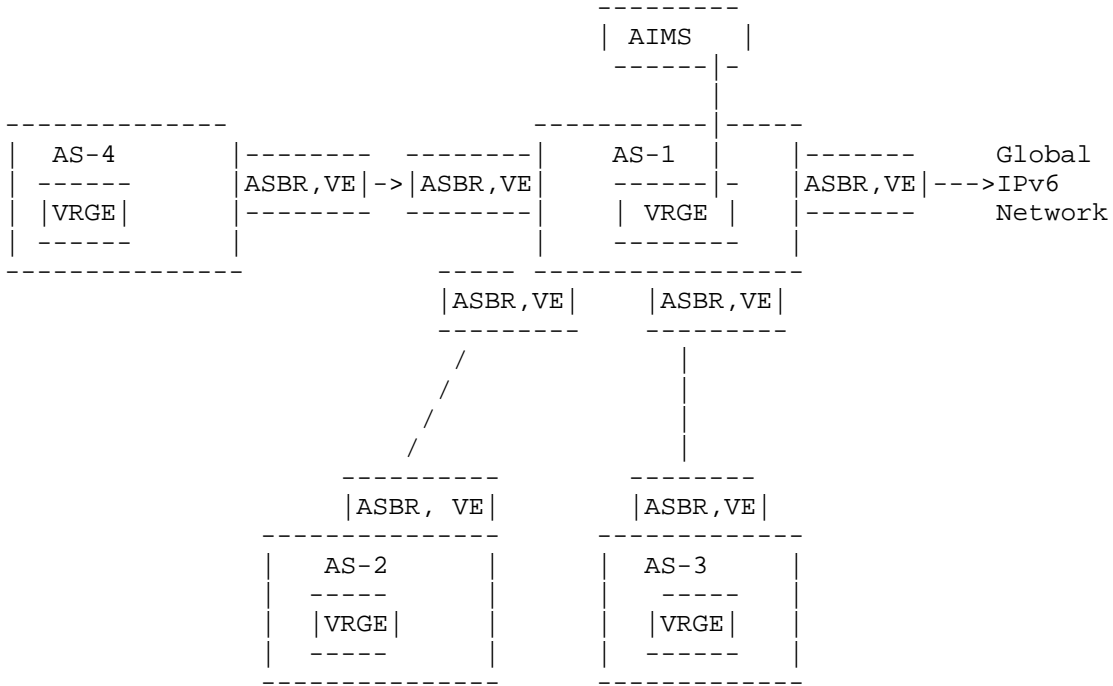 AIMS
AS-4 AS-1 Global
ASBR,VE -> ASBR,VE ASBR,VE --->IPv6
VRGE VRGE Network
ASBR,VE ASBR,VE
ASBR, VE ASBR,VE
AS-2 AS-3
VRGE VRGE